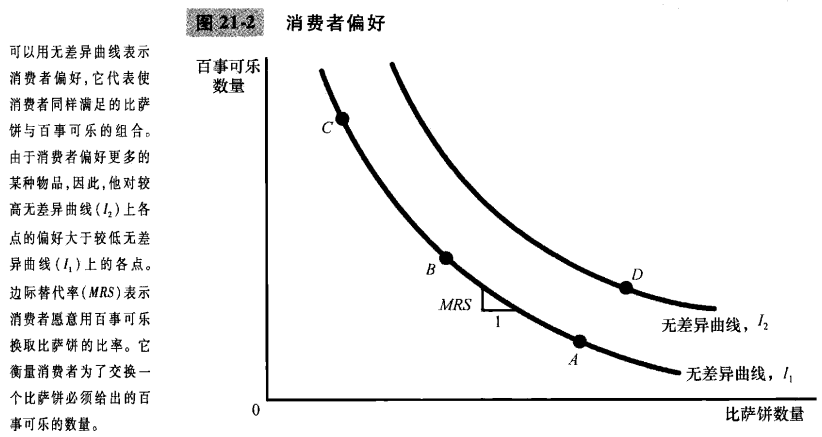 图 21-2 消费者偏好
可以用无差异曲线表示
消费者偏好,它代表使
消费者同样满足的比萨
饼与百事可乐的组合。
由于消费者偏好更多的
某种物品,因此,他对较
高无差异曲线(I₂)上各
点的偏好大于较低无差
异曲线(I₁)上的各点。
边际替代率(MRS)表示
消费者愿意用百事可乐
换取比萨饼的比率。它
衡量消费者为了交换一
个比萨饼必须给出的百
事可乐的数量。
百事可乐
数量
C
B
D
MRS
1
A
无差异曲线，I₂
无差异曲线，I₁
0
比萨饼数量